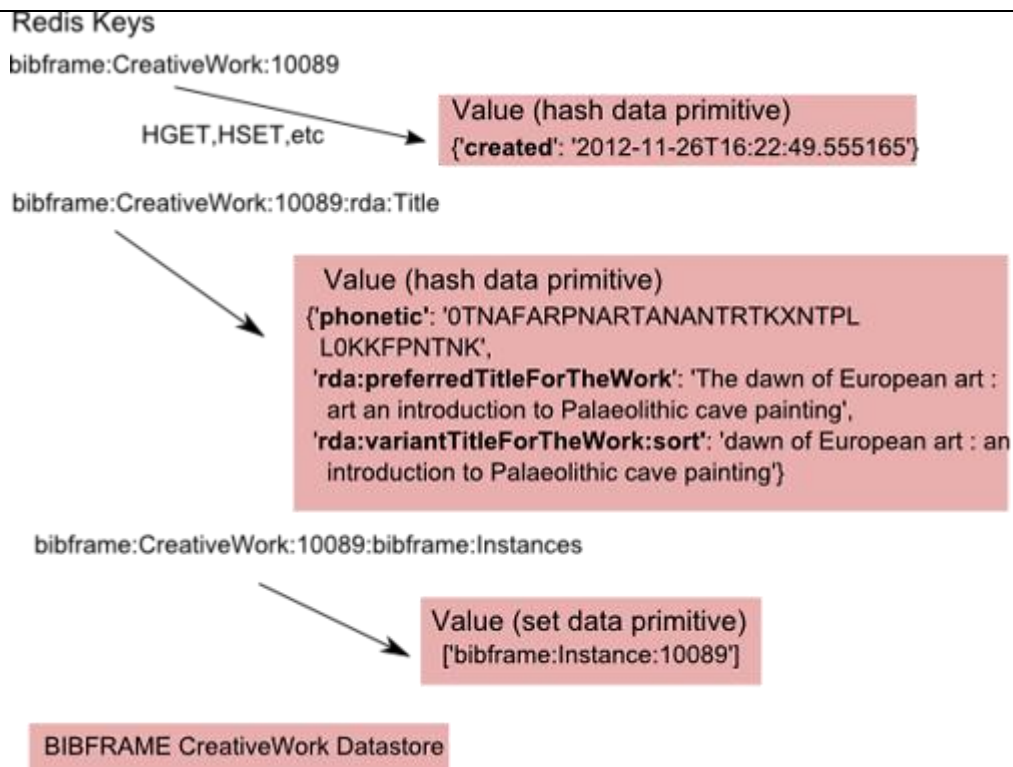 Redis Keys
bibframe:CreativeWork:10089
HGET,HSET,etc
Value (hash data primitive)
{'created': '2012-11-26T16:22:49.555165'}
bibframe:CreativeWork:10089:rda:Title
Value (hash data primitive)
{'phonetic': '0TNAFARPNARTANANTRTKXNTPL
L0KKFPNTNK',
'rda:preferredTitleForTheWork': 'The dawn of European art :
art an introduction to Palaeolithic cave painting',
'rda:variantTitleForTheWork:sort': 'dawn of European art : an
introduction to Palaeolithic cave painting'}
bibframe:CreativeWork:10089:bibframe:Instances
Value (set data primitive)
['bibframe:Instance:10089']
BIBFRAME CreativeWork Datastore